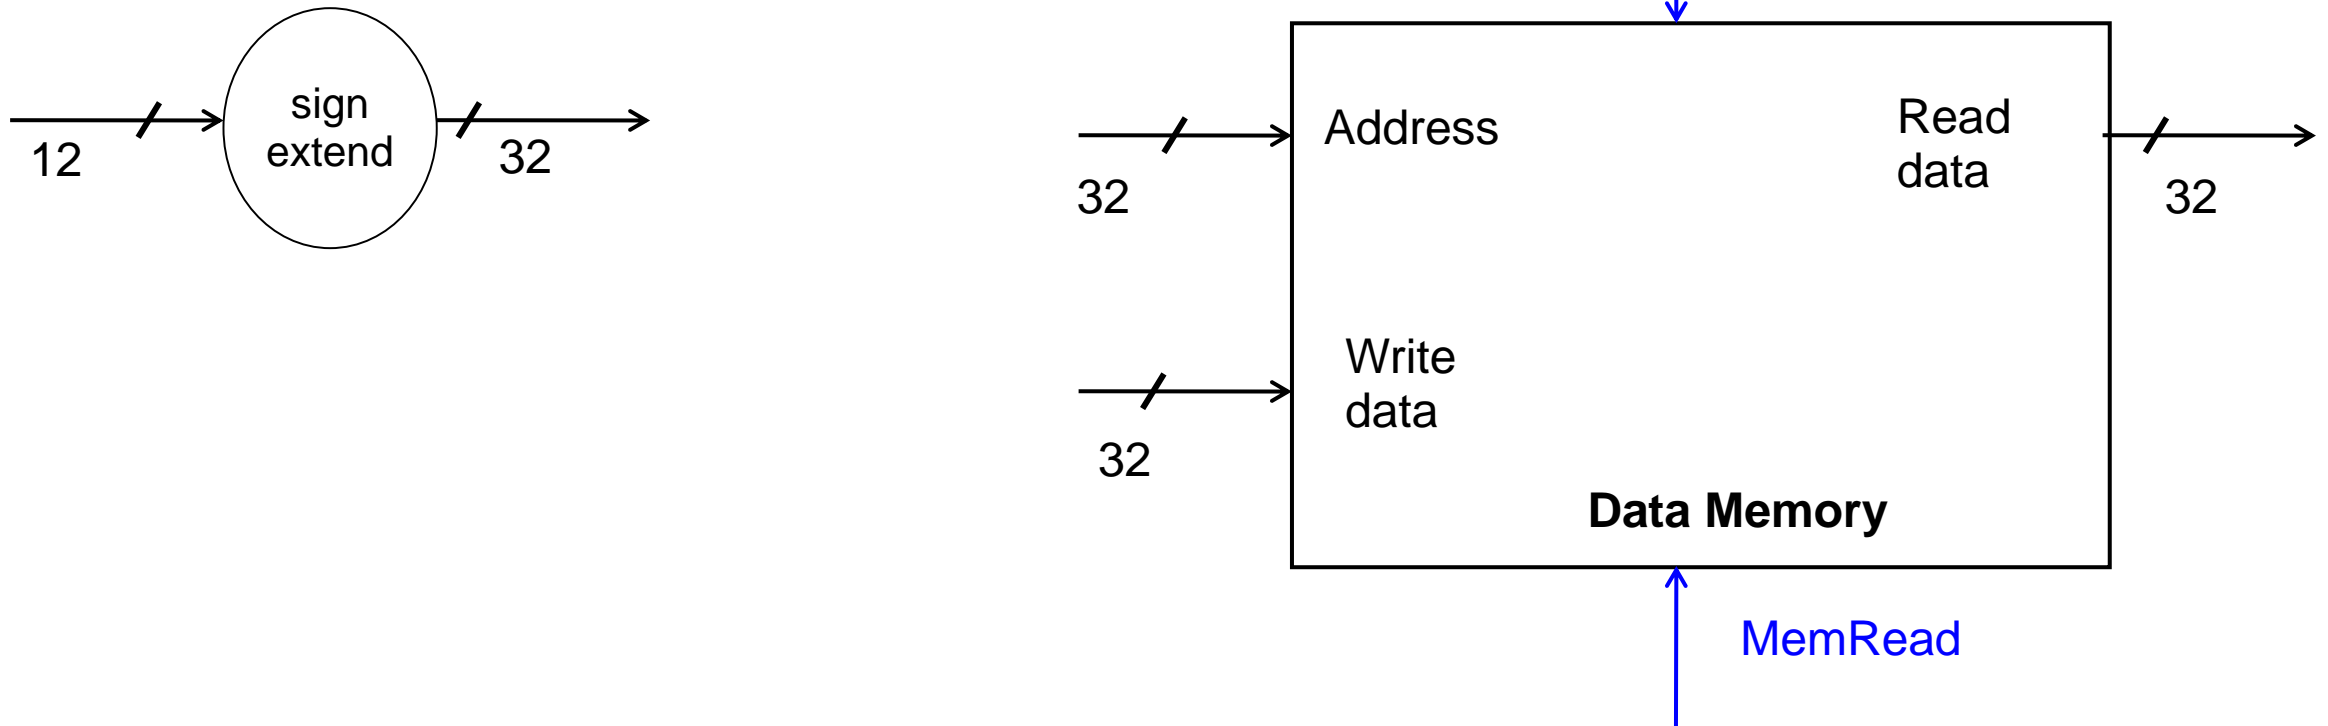 sign
extend
12
32
Address
32
Read
data
32
Write
data
32
Data Memory
MemRead